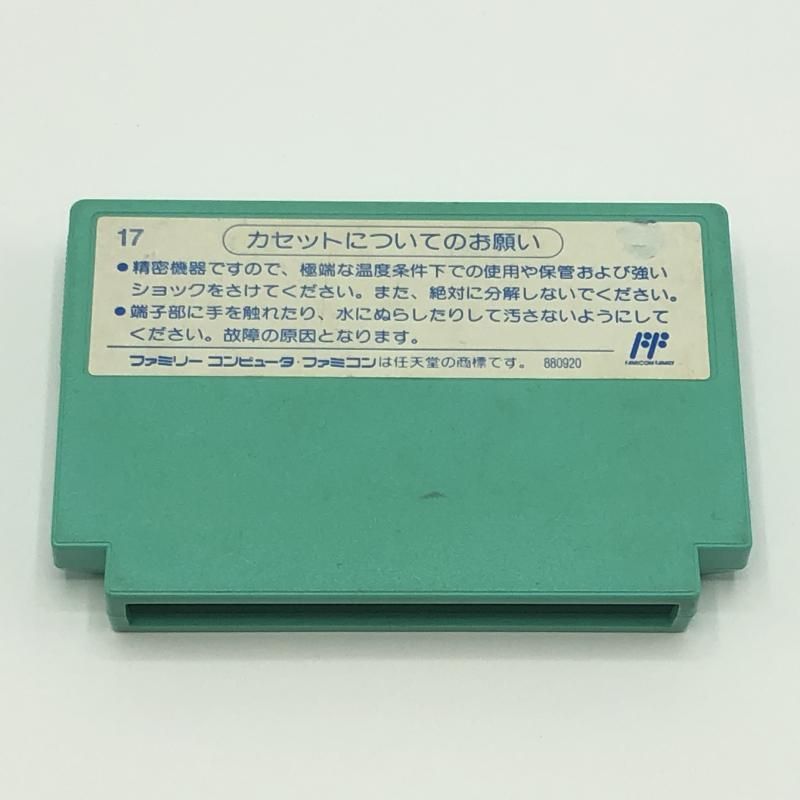 17
カセットについてのお願い
●精密機器ですので、極端な温度条件下での使用や保管および強い
ショックをさけてください。また、絶対に分解しないでください。
●端子部に手を触れたり、水にぬらしたりして汚さないようにして
ください。故障の原因となります。
ファミリー コンピュータ・ファミコンは任天堂の商標です。 880920
FAMICOM FAMILY